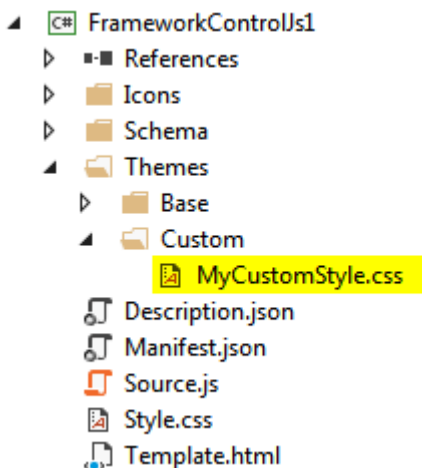 C# FrameworkControlJs1
References
Icons
Schema
Themes
Base
Custom
MyCustomStyle.css
Description.json
Manifest.json
Source.js
Style.css
Template.html